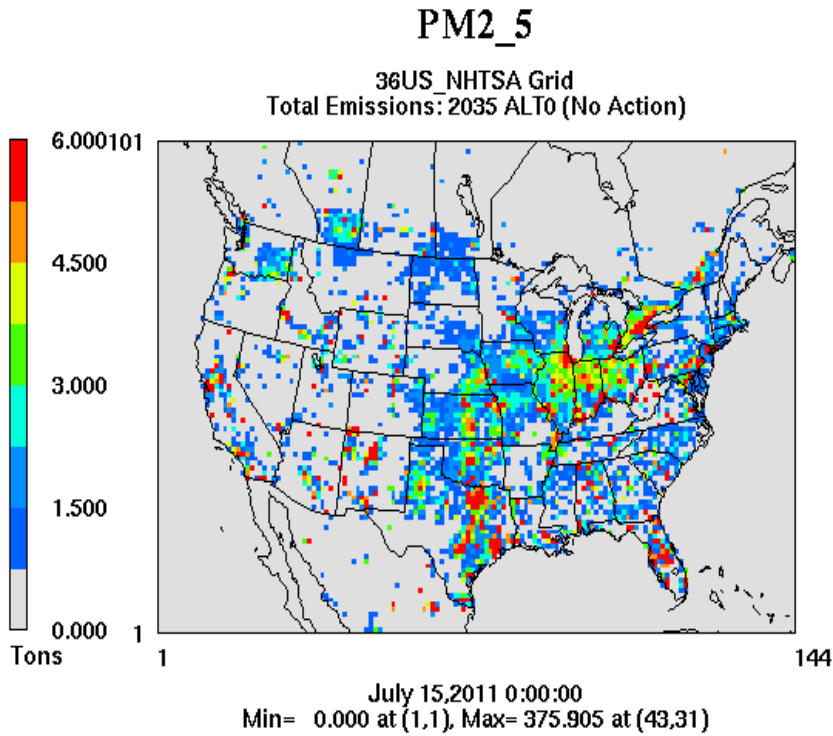 PM2_5
36US_NHTSA Grid
Total Emissions: 2035 ALT0 (No Action)
6.000
101
4.500
3.000
1.500
0.000
1
Tons
1
144
July 15,2011 0:00:00
Min= 0.000 at (1,1), Max= 375.905 at (43,31)